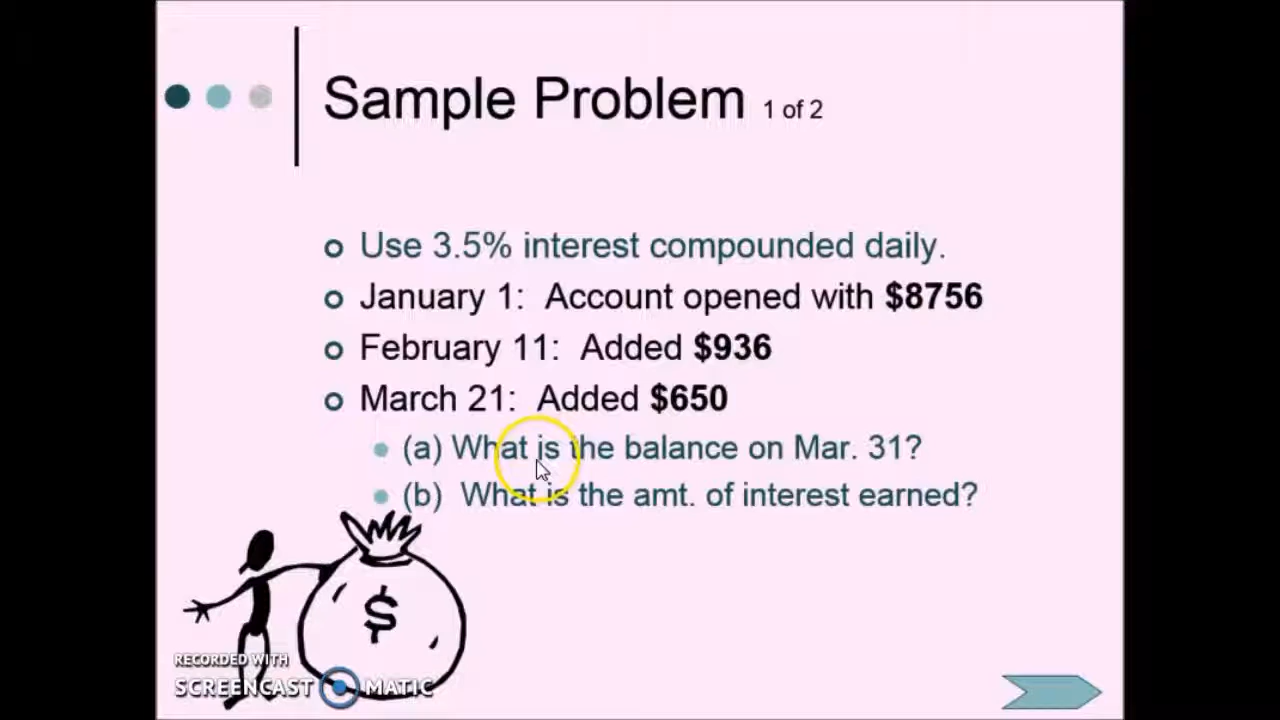 Sample Problem 1 of 2
Use 3.5% interest compounded daily.
January 1: Account opened with $8756
February 11: Added $936
March 21: Added $650
(a) What is the balance on Mar. 31?
(b) What is the amt. of interest earned?
$
RECORDED WITH
SCREENCAST MATIC